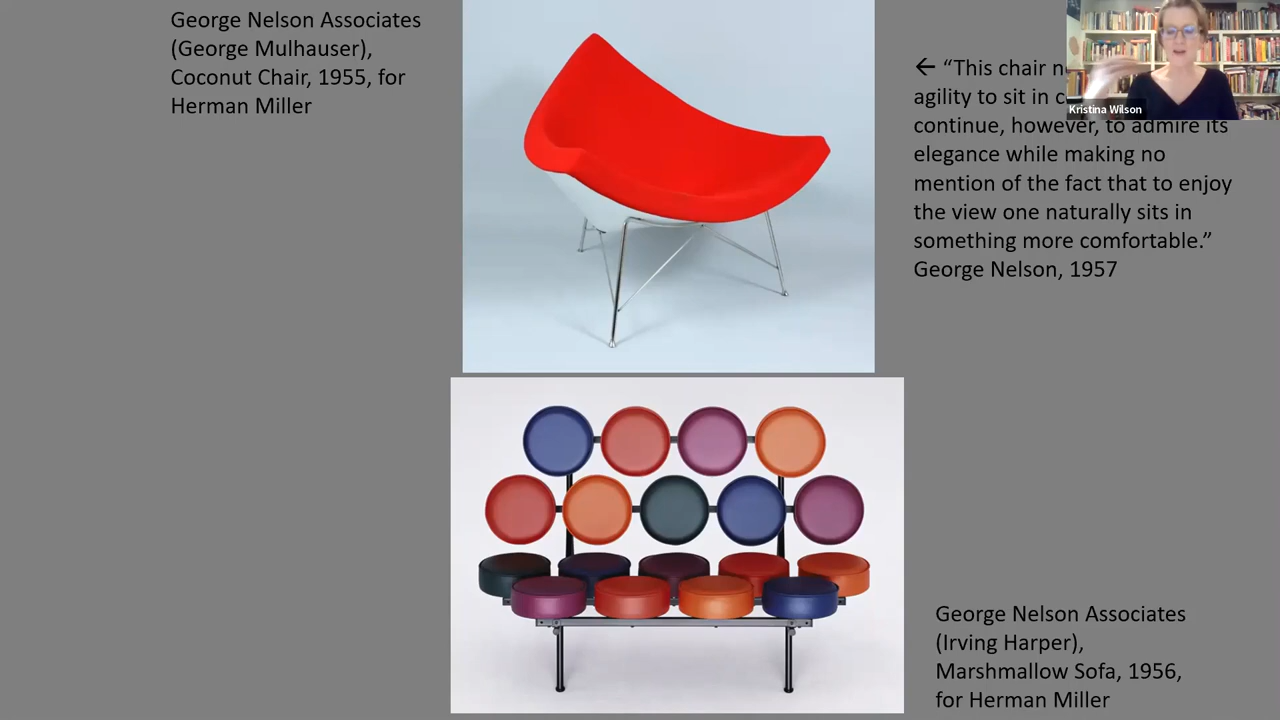 George Nelson Associates
(George Mulhauser),
Coconut Chair, 1955, for
Herman Miller
← “This chair
agility to sit in
continue, however, to admire its
elegance while making no
mention of the fact that to enjoy
the view one naturally sits in
something more comfortable.”
George Nelson, 1957
Kristina Wilson
George Nelson Associates
(Irving Harper),
Marshmallow Sofa, 1956,
for Herman Miller